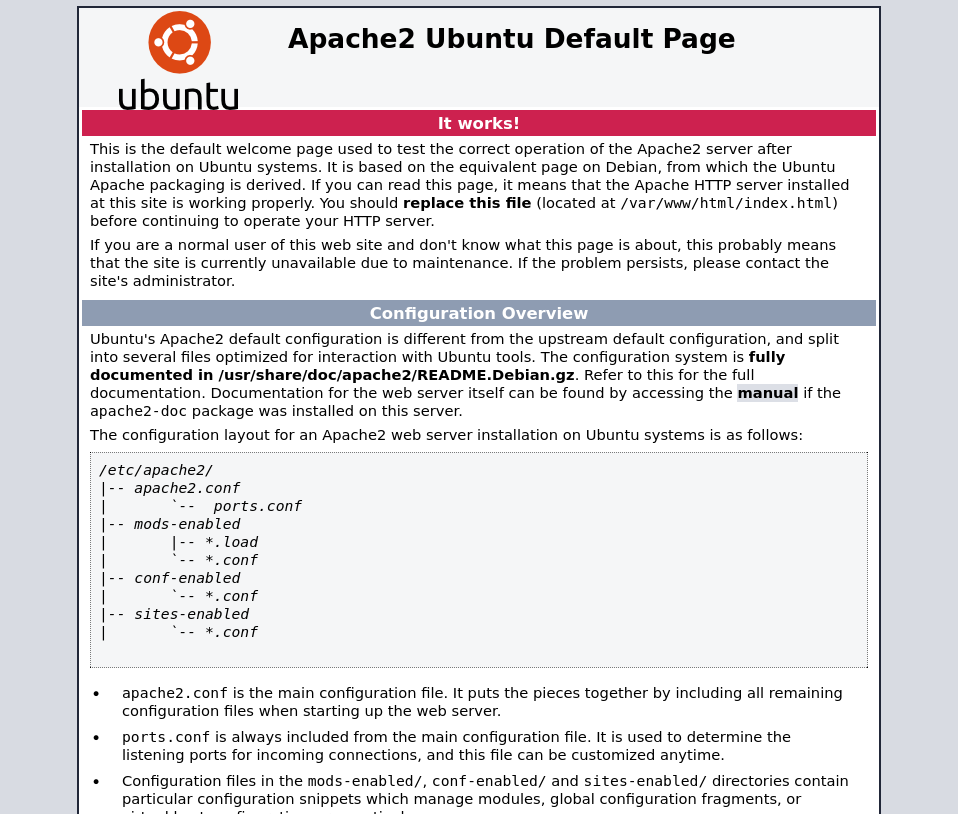 Apache2 Ubuntu Default Page
ubuntu
It works!
This is the default welcome page used to test the correct operation of the Apache2 server after
installation on Ubuntu systems. It is based on the equivalent page on Debian, from which the Ubuntu
Apache packaging is derived. If you can read this page, it means that the Apache HTTP server installed
at this site is working properly. You should replace this file (located at /var/www/html/index.html)
before continuing to operate your HTTP server.
If you are a normal user of this web site and don't know what this page is about, this probably means
that the site is currently unavailable due to maintenance. If the problem persists, please contact the
site's administrator.
Configuration Overview
Ubuntu's Apache2 default configuration is different from the upstream default configuration, and split
into several files optimized for interaction with Ubuntu tools. The configuration system is fully
documented in /usr/share/doc/apache2/README.Debian.gz. Refer to this for the full
documentation. Documentation for the web server itself can be found by accessing the manual if the
apache2-doc package was installed on this server.
The configuration layout for an Apache2 web server installation on Ubuntu systems is as follows:
/etc/apache2/
|-- apache2.conf
|       `--  ports.conf
|-- mods-enabled
|       |-- *.load
|       `-- *.conf
|-- conf-enabled
|       `-- *.conf
|-- sites-enabled
|       `-- *.conf
• apache2.conf is the main configuration file. It puts the pieces together by including all remaining
configuration files when starting up the web server.
• ports.conf is always included from the main configuration file. It is used to determine the
listening ports for incoming connections, and this file can be customized anytime.
• Configuration files in the mods-enabled/, conf-enabled/ and sites-enabled/ directories contain
particular configuration snippets which manage modules, global configuration fragments, or